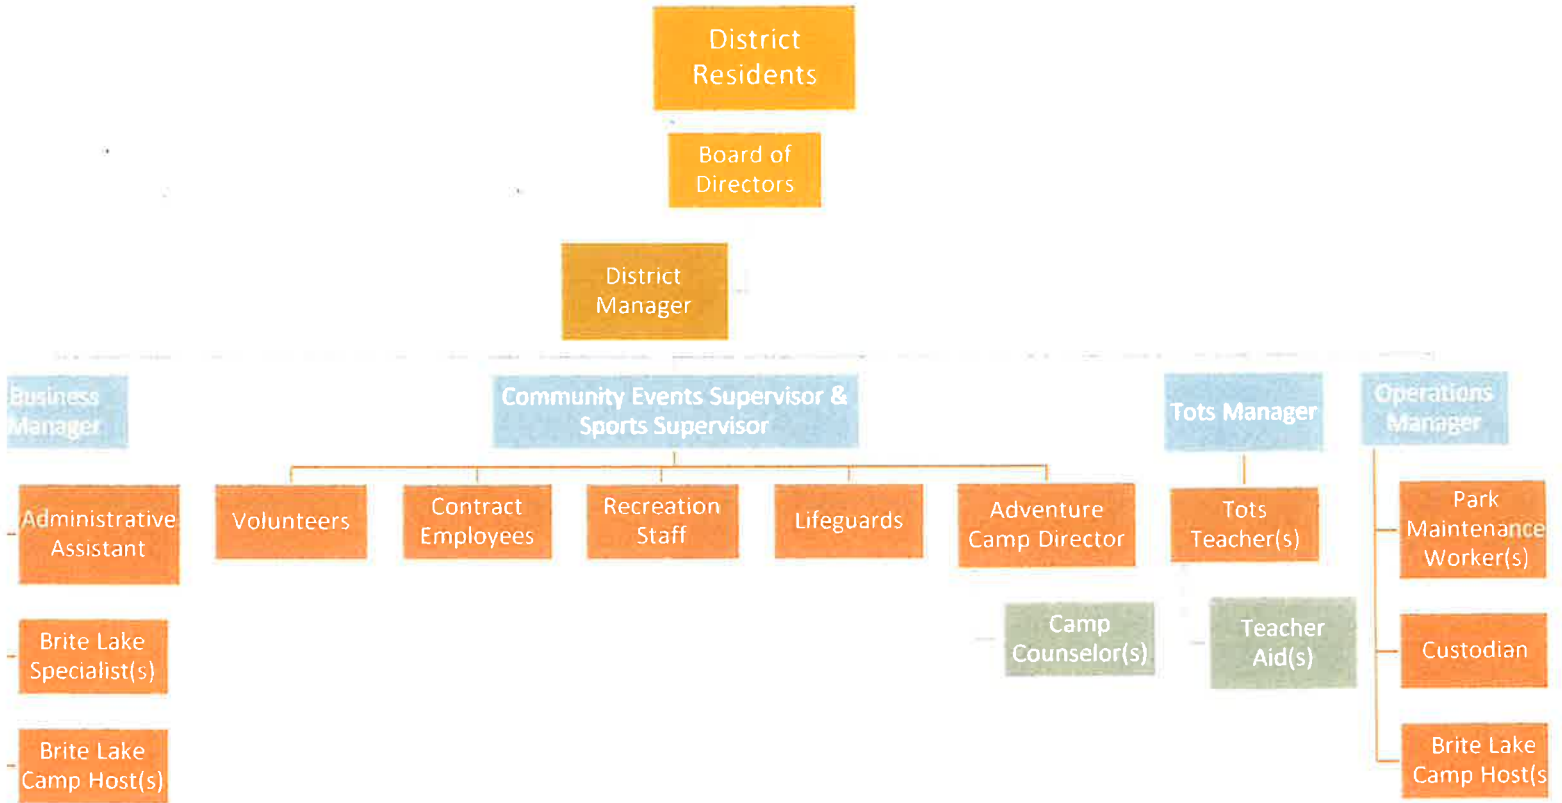 District
Residents
Board of
Directors
District
Manager
Business
Manager
Community Events Supervisor &
Sports Supervisor
Tots Manager
Operations
Manager
Administrative
Assistant
Volunteers
Contract
Employees
Recreation
Staff
Lifeguards
Adventure
Camp Director
Tots
Teacher(s)
Park
Maintenance
Worker(s)
Brite Lake
Specialist(s)
Camp
Counselor(s)
Teacher
Aid(s)
Custodian
Brite Lake
Camp Host(s)
Brite Lake
Camp Host(s